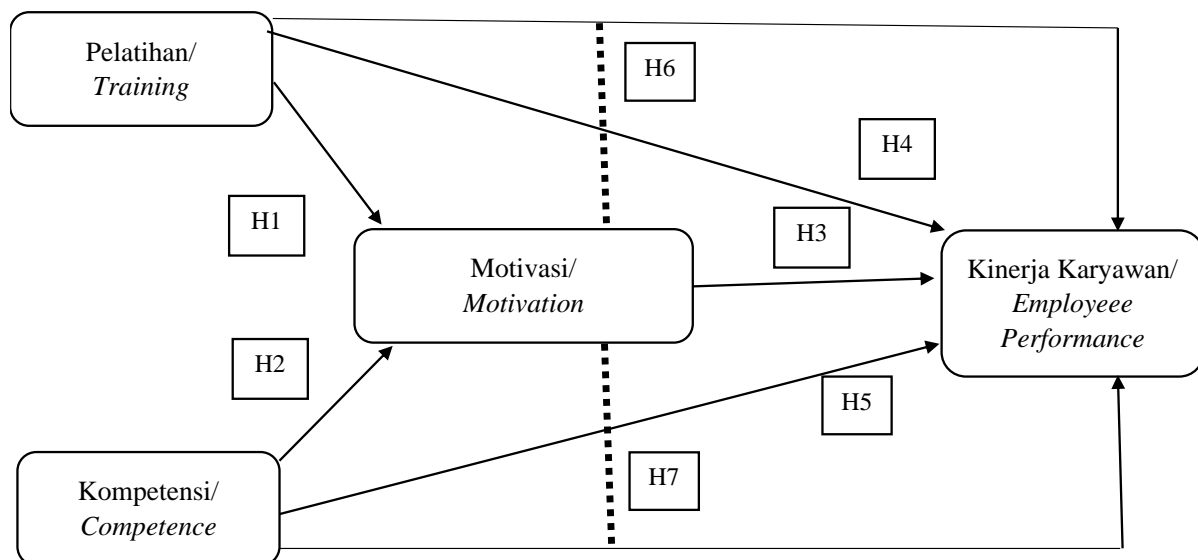 Pelatihan/
Training
H6
H4
H1
H3
Motivasi/
Motivation
Kinerja Karyawan/
Employeee
Performance
H2
H5
Kompetensi/
Competence
H7